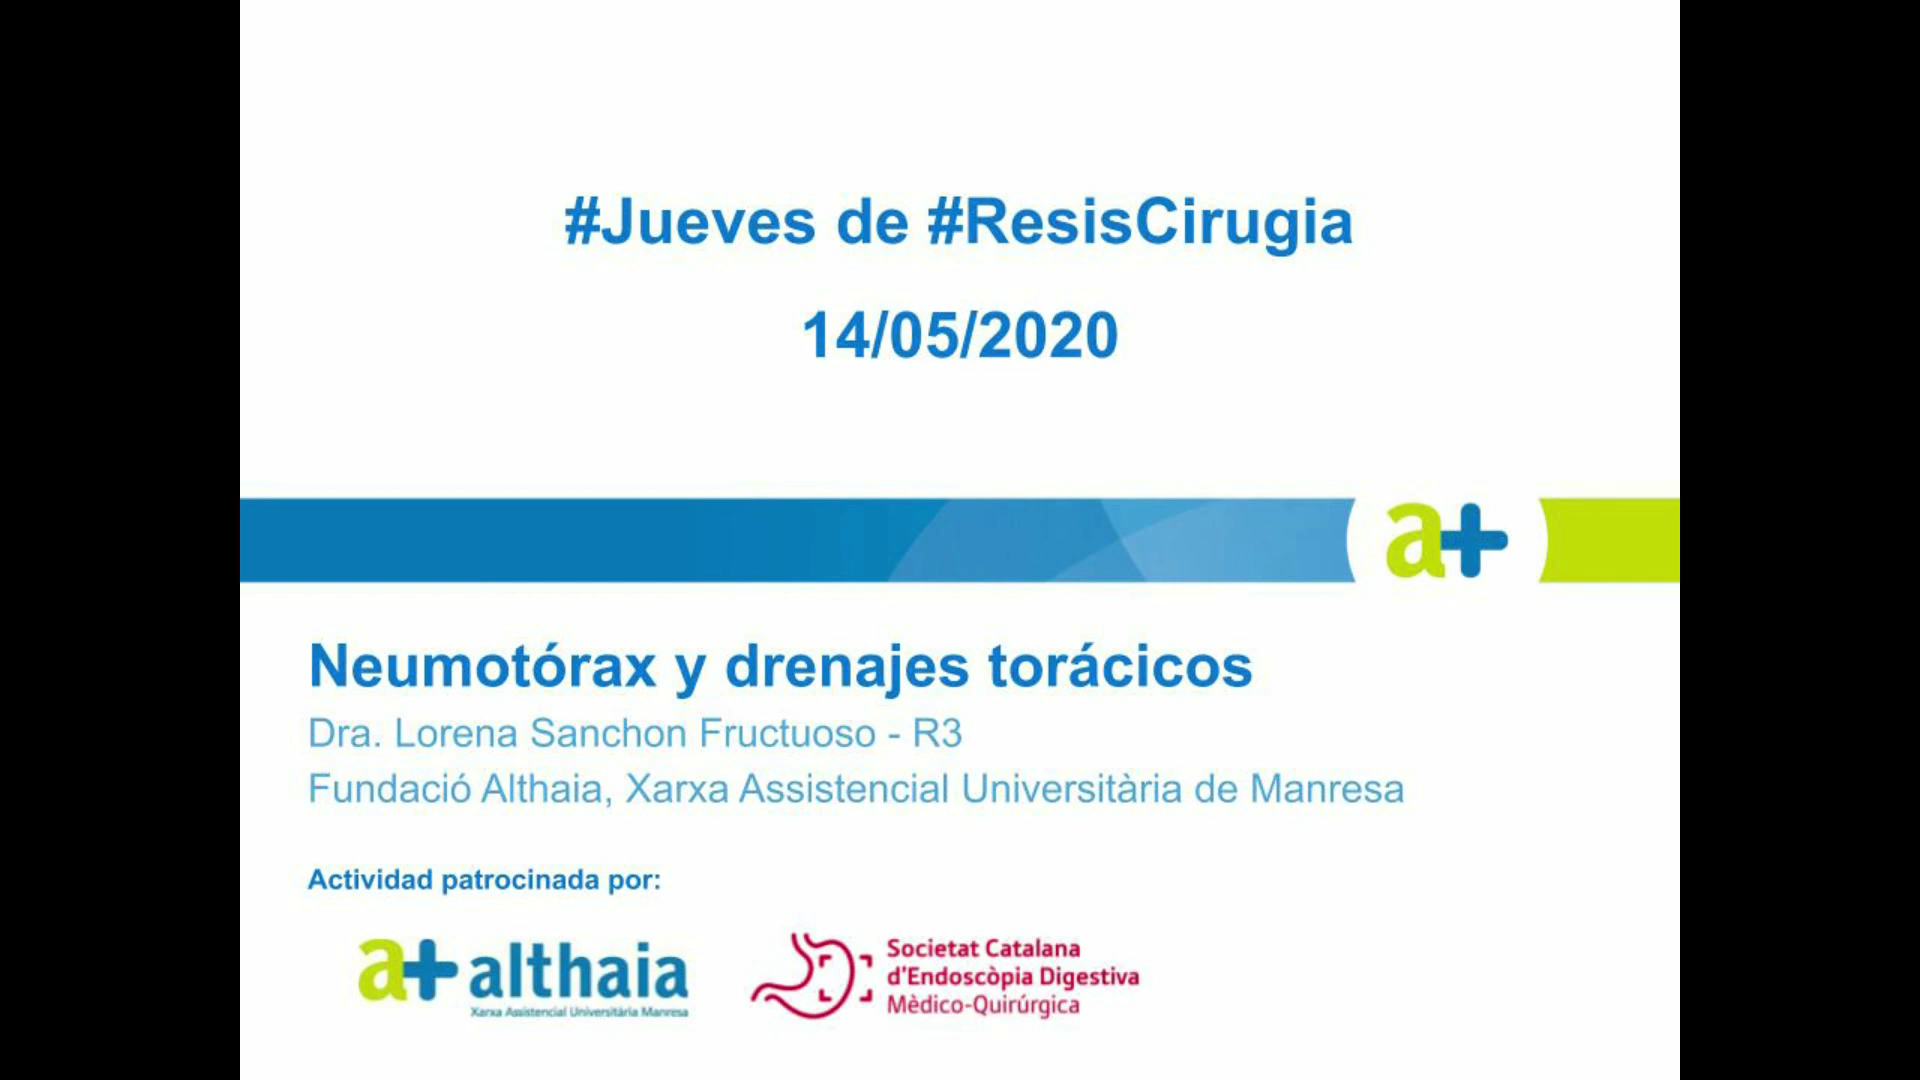 #Jueves de #ResisCirugia
14/05/2020
a+
Neumotórax y drenajes torácicos
Dra. Lorena Sanchon Fructuoso - R3
Fundació Althaia, Xarxa Assistencial Universitària de Manresa
Actividad patrocinada por:
a+ althaia
Xarxa Assistencial Universitària Manresa
Societat Catalana
d'Endoscòpia Digestiva
Mèdico-Quirúrgica